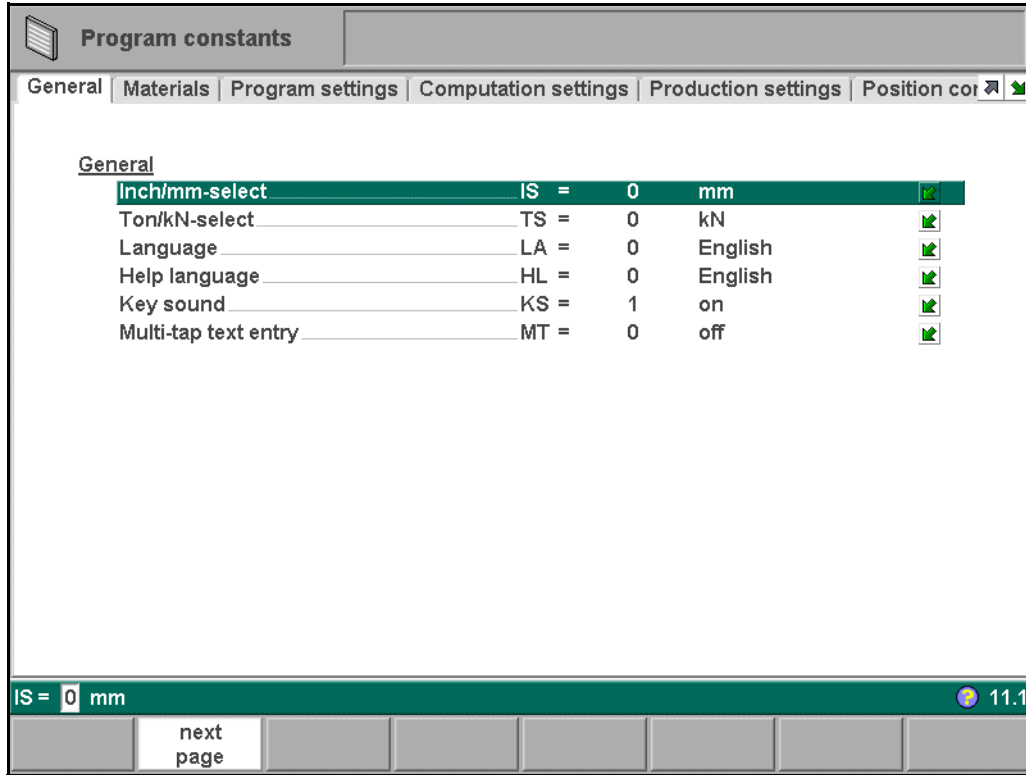 Program constants
General | Materials | Program settings | Computation settings | Production settings | Position cor
General
Inch/mm-select IS = 0 mm
Ton/kN-select TS = 0 kN
Language LA = 0 English
Help language HL = 0 English
Key sound KS = 1 on
Multi-tap text entry MT = 0 off
IS = 0 mm ? 11.1
next
page